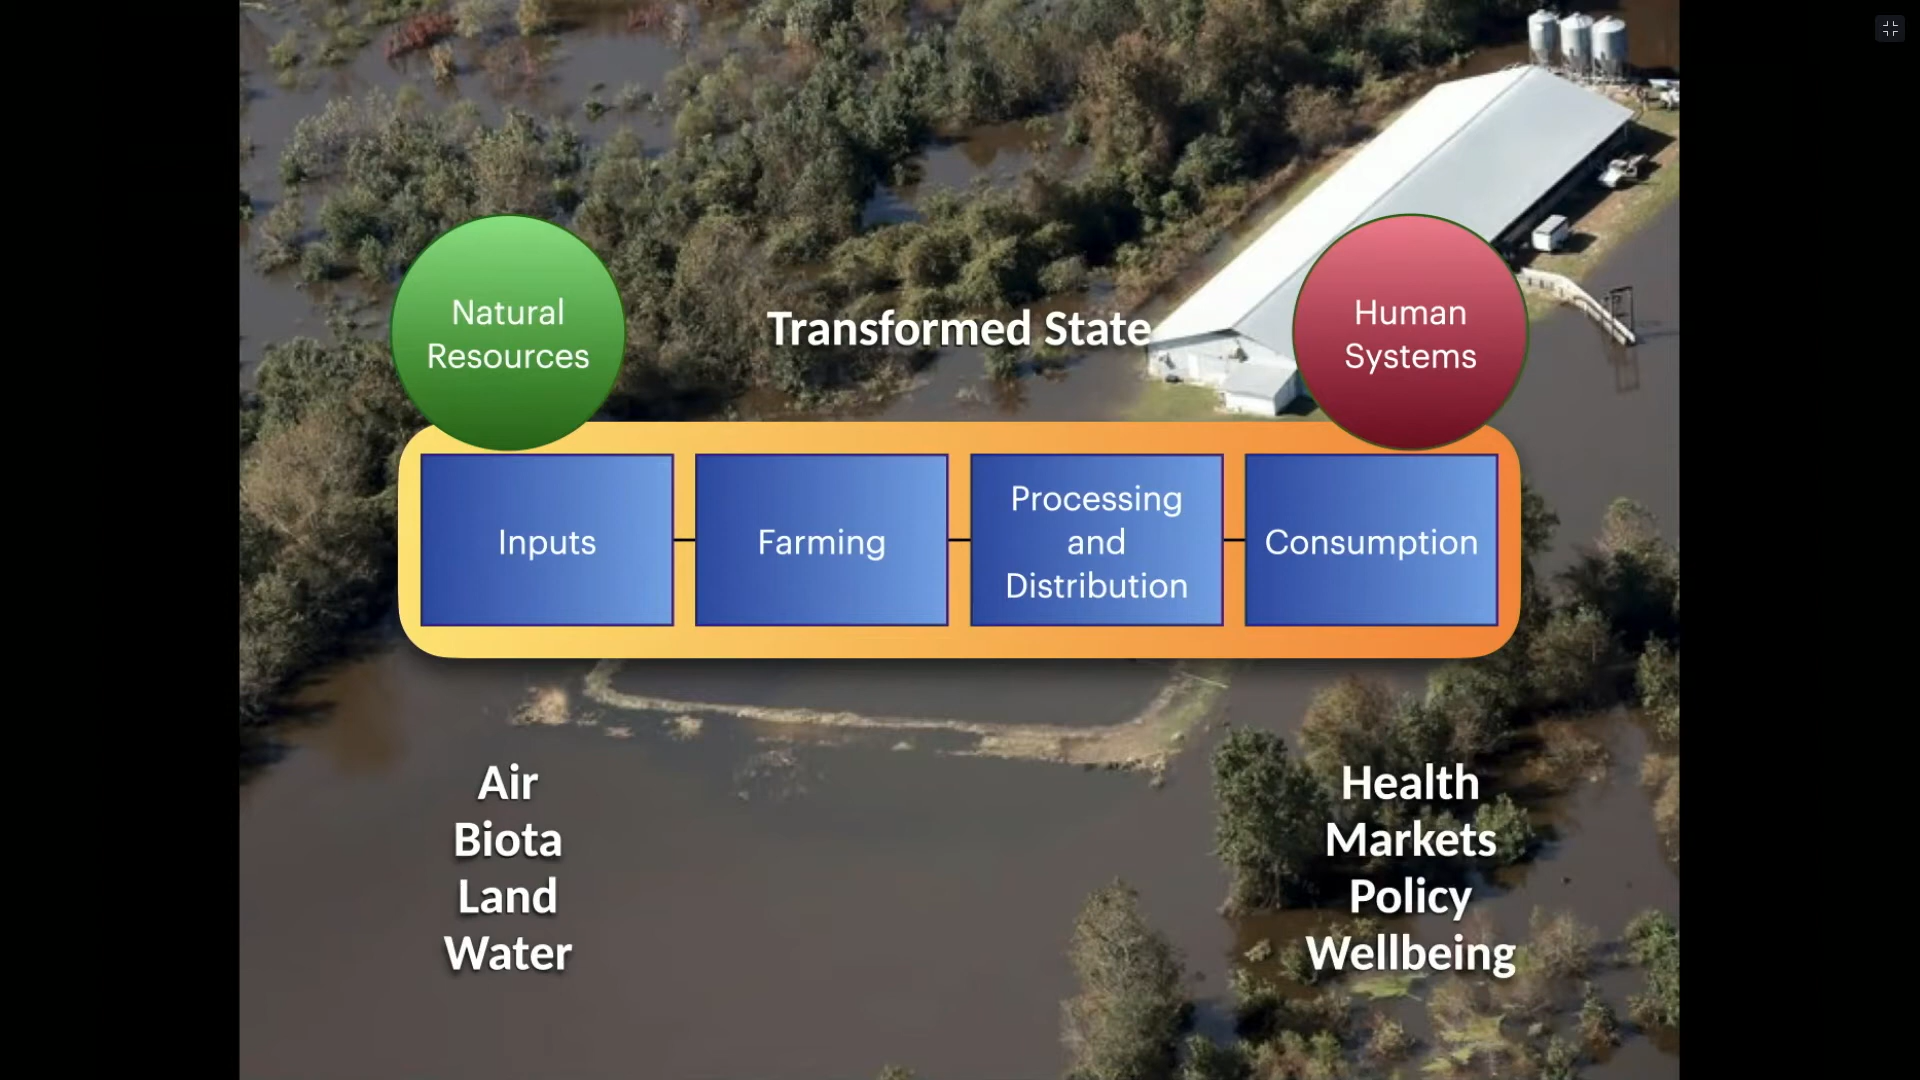 Natural
Resources
Transformed State
Human
Systems
Inputs
Farming
Processing
and
Distribution
Consumption
Air
Biota
Land
Water
Health
Markets
Policy
Wellbeing